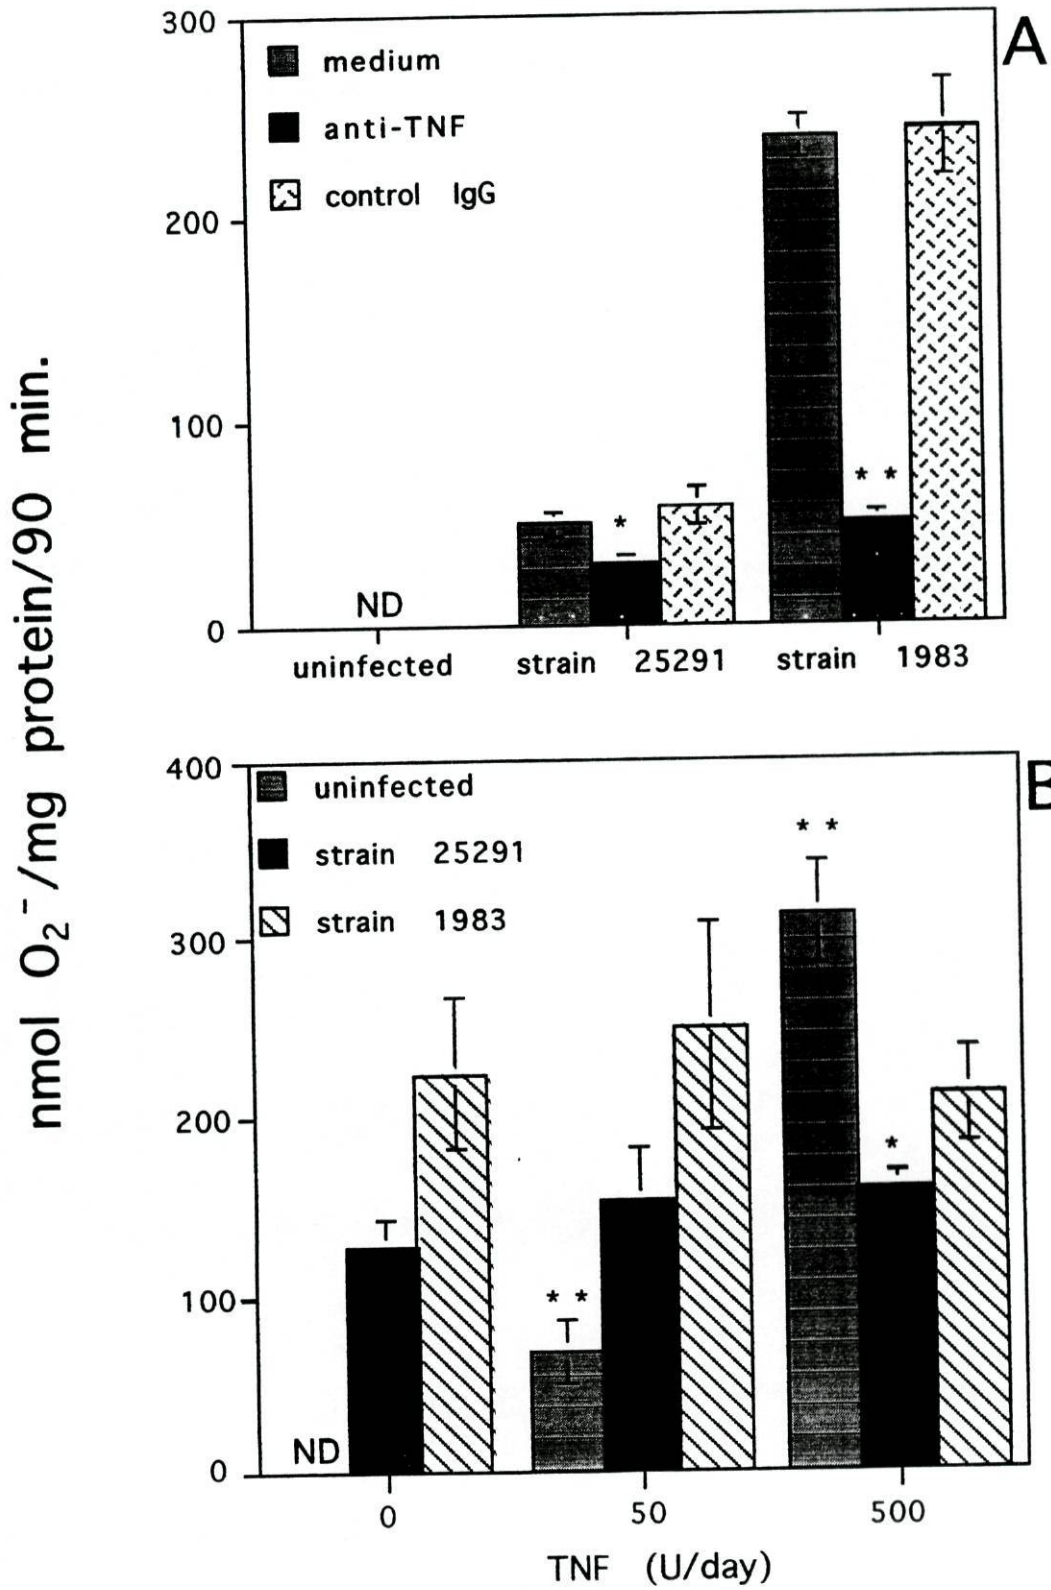 nmol O₂⁻/mg protein/90 min.
A
300
200
100
0
medium
anti-TNF
control IgG
ND
*
* *
uninfected
strain 25291
strain 1983
B
400
300
200
100
0
uninfected
strain 25291
strain 1983
ND
* *
* *
*
0
50
500
TNF (U/day)